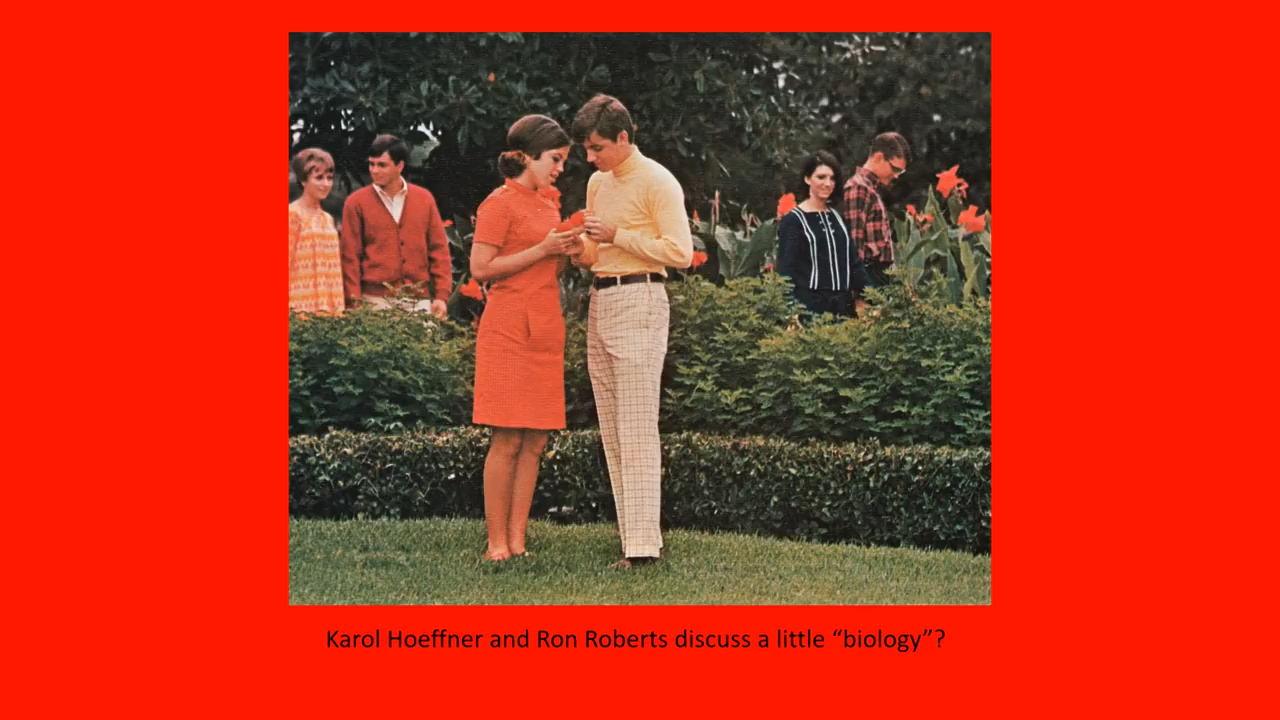 Karol Hoeffner and Ron Roberts discuss a little “biology”?